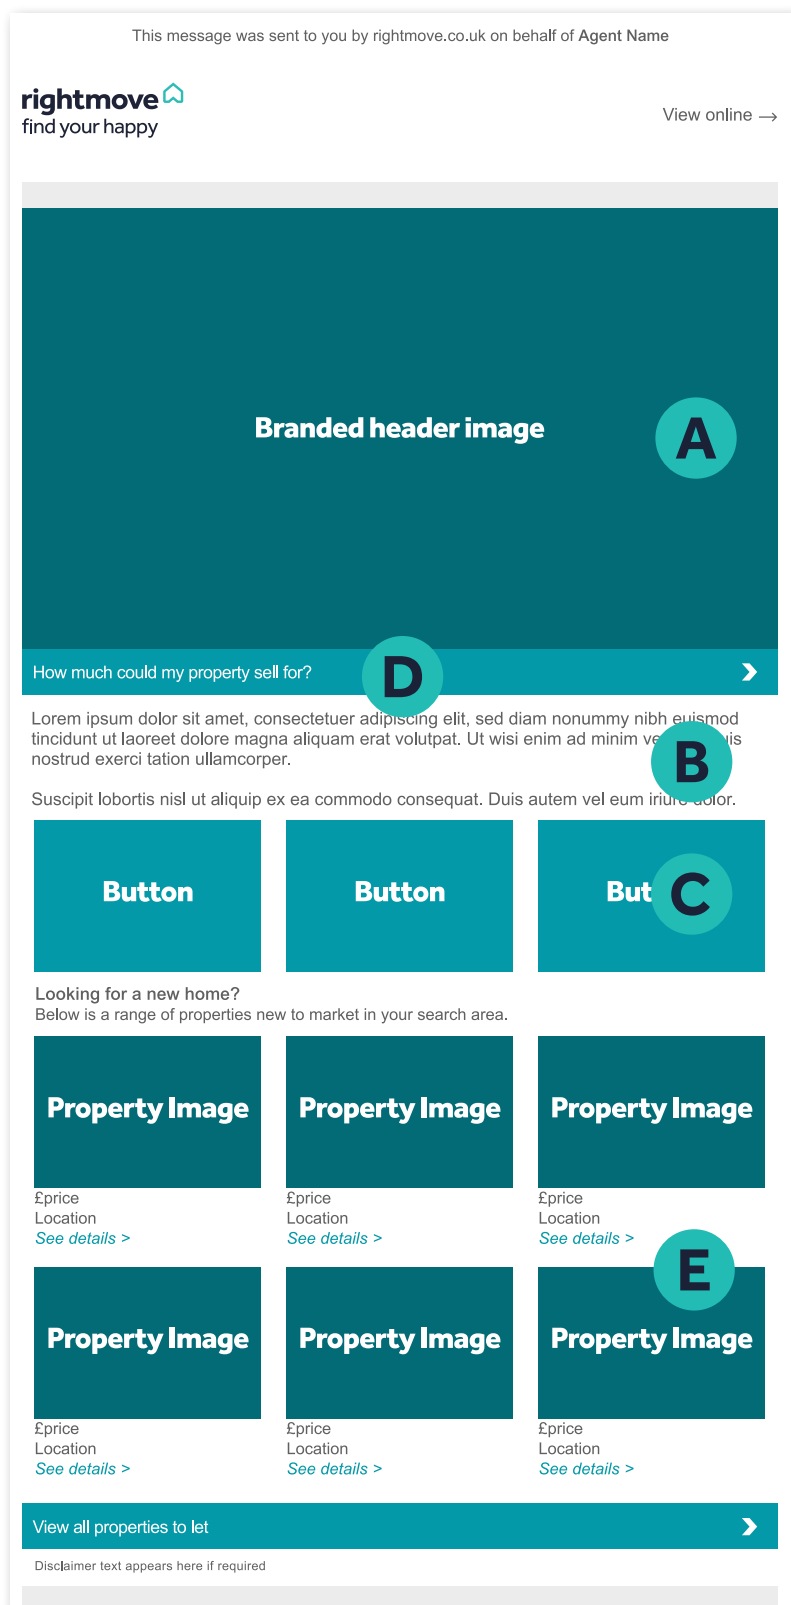 This message was sent to you by rightmove.co.uk on behalf of Agent Name
rightmove
find your happy
View online →
Branded header image
A
How much could my property sell for?
D
Lorem ipsum dolor sit amet, consectetuer adipiscing elit, sed diam nonummy nibh euismod
tincidunt ut laoreet dolore magna aliquam erat volutpat. Ut wisi enim ad minim
nostrud exerci tation ullamcorper.
B
Suscipit lobortis nisl ut aliquip ex ea commodo consequat. Duis autem vel eum iriure dolor.
Button Button But
C
Looking for a new home?
Below is a range of properties new to market in your search area.
Property Image Property Image Property Image
£price £price £price
Location Location Location
See details > See details > See details >
E
Property Image Property Image Property Image
£price £price £price
Location Location Location
See details > See details > See details >
View all properties to let
Disclaimer text appears here if required